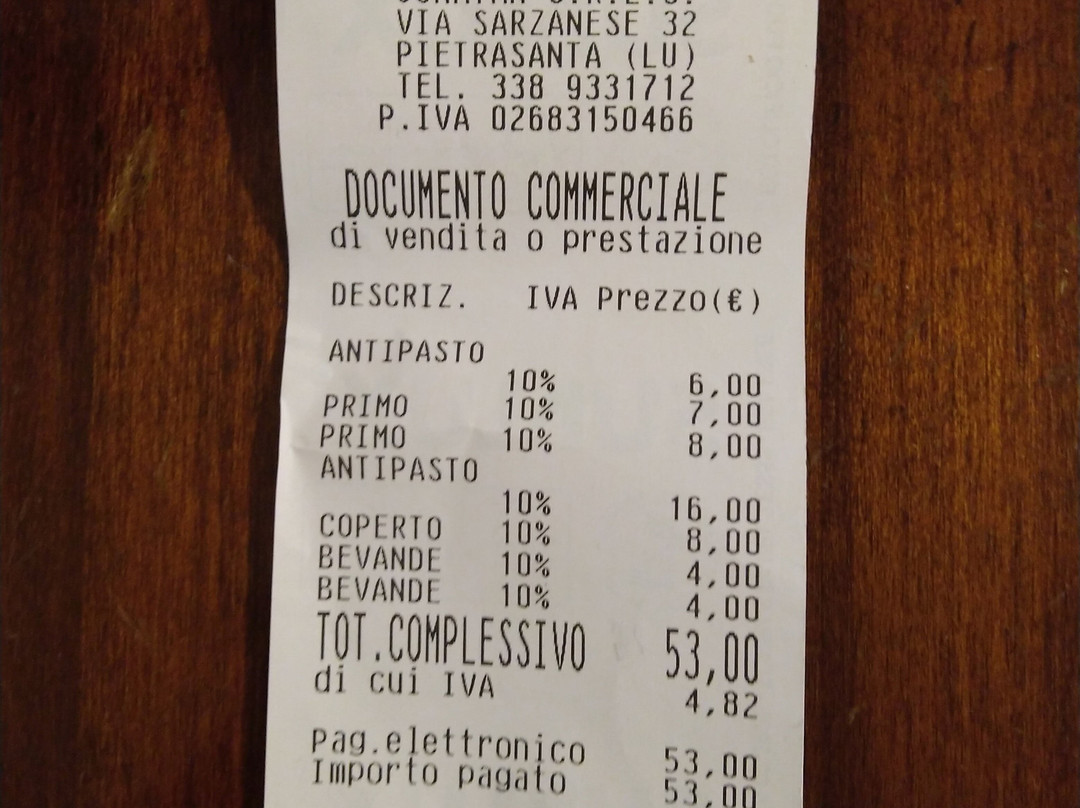 VIA SARZANESE 32
PIETRASANTA (LU)
TEL. 338 9331712
P.IVA 02683150466
DOCUMENTO COMMERCIALE
di vendita o prestazione
DESCRIZ. IVA Prezzo(€)
ANTIPASTO
10% 6,00
PRIMO 10% 7,00
PRIMO 10% 8,00
ANTIPASTO
10% 16,00
COPERTO 10% 8,00
BEVANDE 10% 4,00
BEVANDE 10% 4,00
TOT.COMPLESSIVO 53,00
di cui IVA 4,82
Pag.elettronico 53,00
Importo pagato 53,00